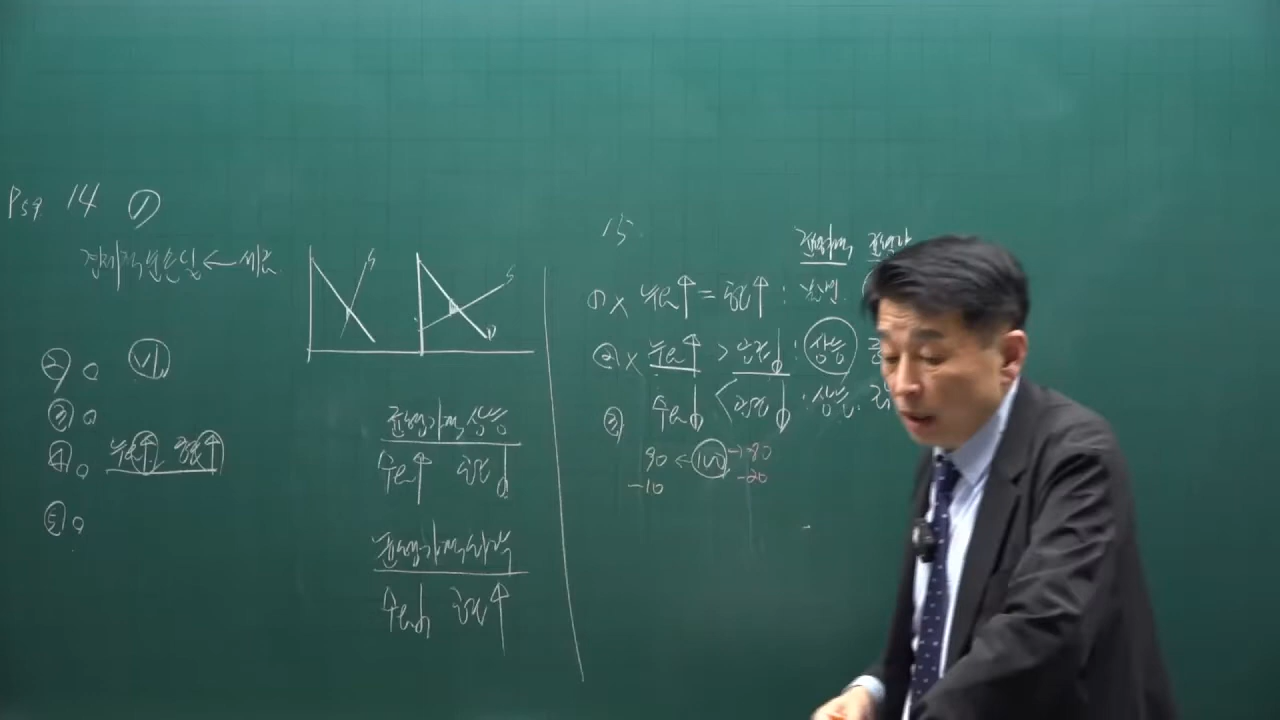 P59. 14 ①
경제적순손실 ← 세금
② ○ ⑥
③ ○
④ ○ 수요↑ 공급↑
⑤ ○
S
S
D
균형가격상승
수요↑ 공급↓
균형가격하락
수요↓ 공급↑
15.
균형가격 균형량
① × 수요↑ = 공급↑ : 불변.
② × 수요↑ > 공급↓ : 상승
③ 수요↓ < 공급↓ : 상승.
90 ← 100 → 80
-10 -20